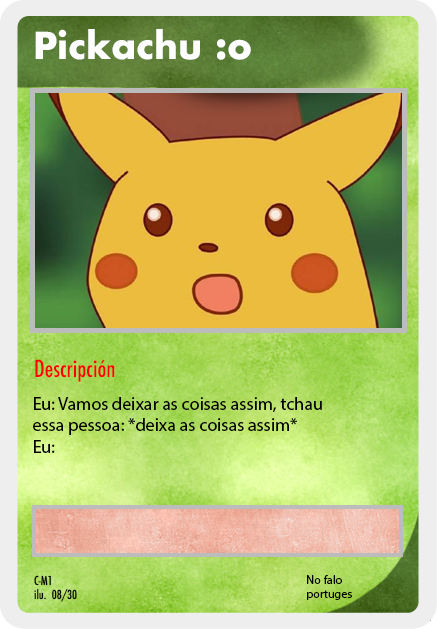 Pickachu :o
Descripción
Eu: Vamos deixar as coisas assim, tchau
essa pessoa: *deixa as coisas assim*
Eu:
C-M1
ilu. 08/30
No falo
portuges